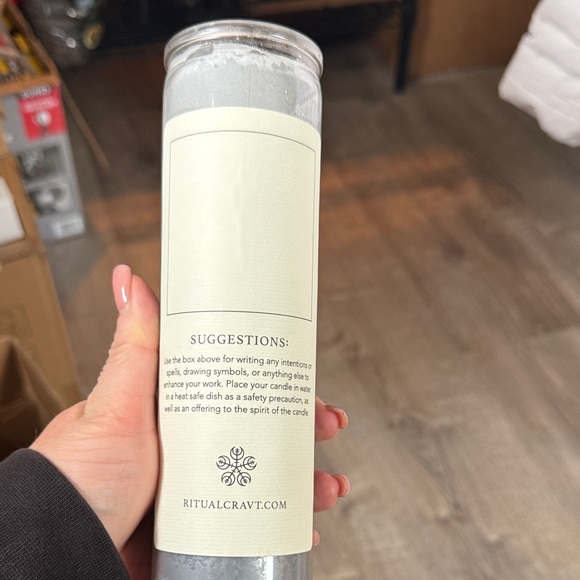 SUGGESTIONS:
Use the box above for writing any intentions or
spells, drawing symbols, or anything else to
enhance your work. Place your candle in water
in a heat safe dish as a safety precaution, as
well as an offering to the spirit of the candle.
RITUALCRAVT.COM